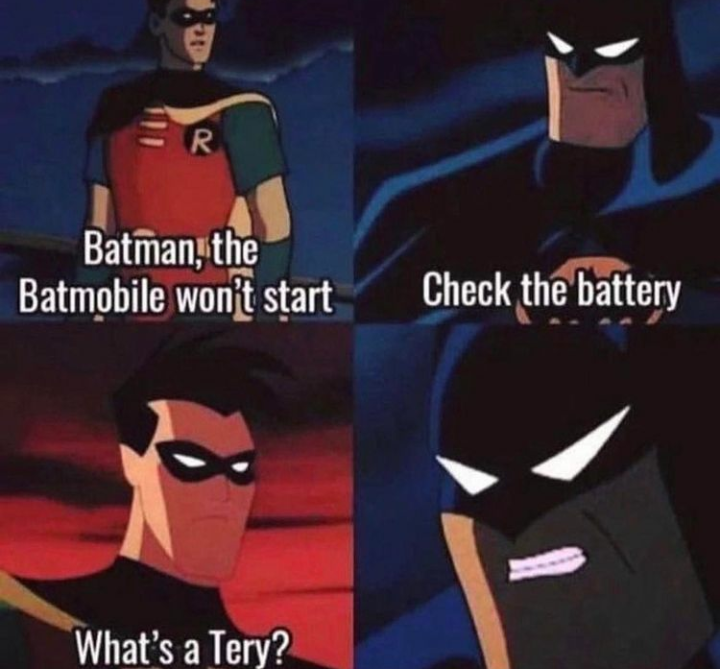 R
Batman, the
Batmobile won't start
Check the battery
What's a Tery?